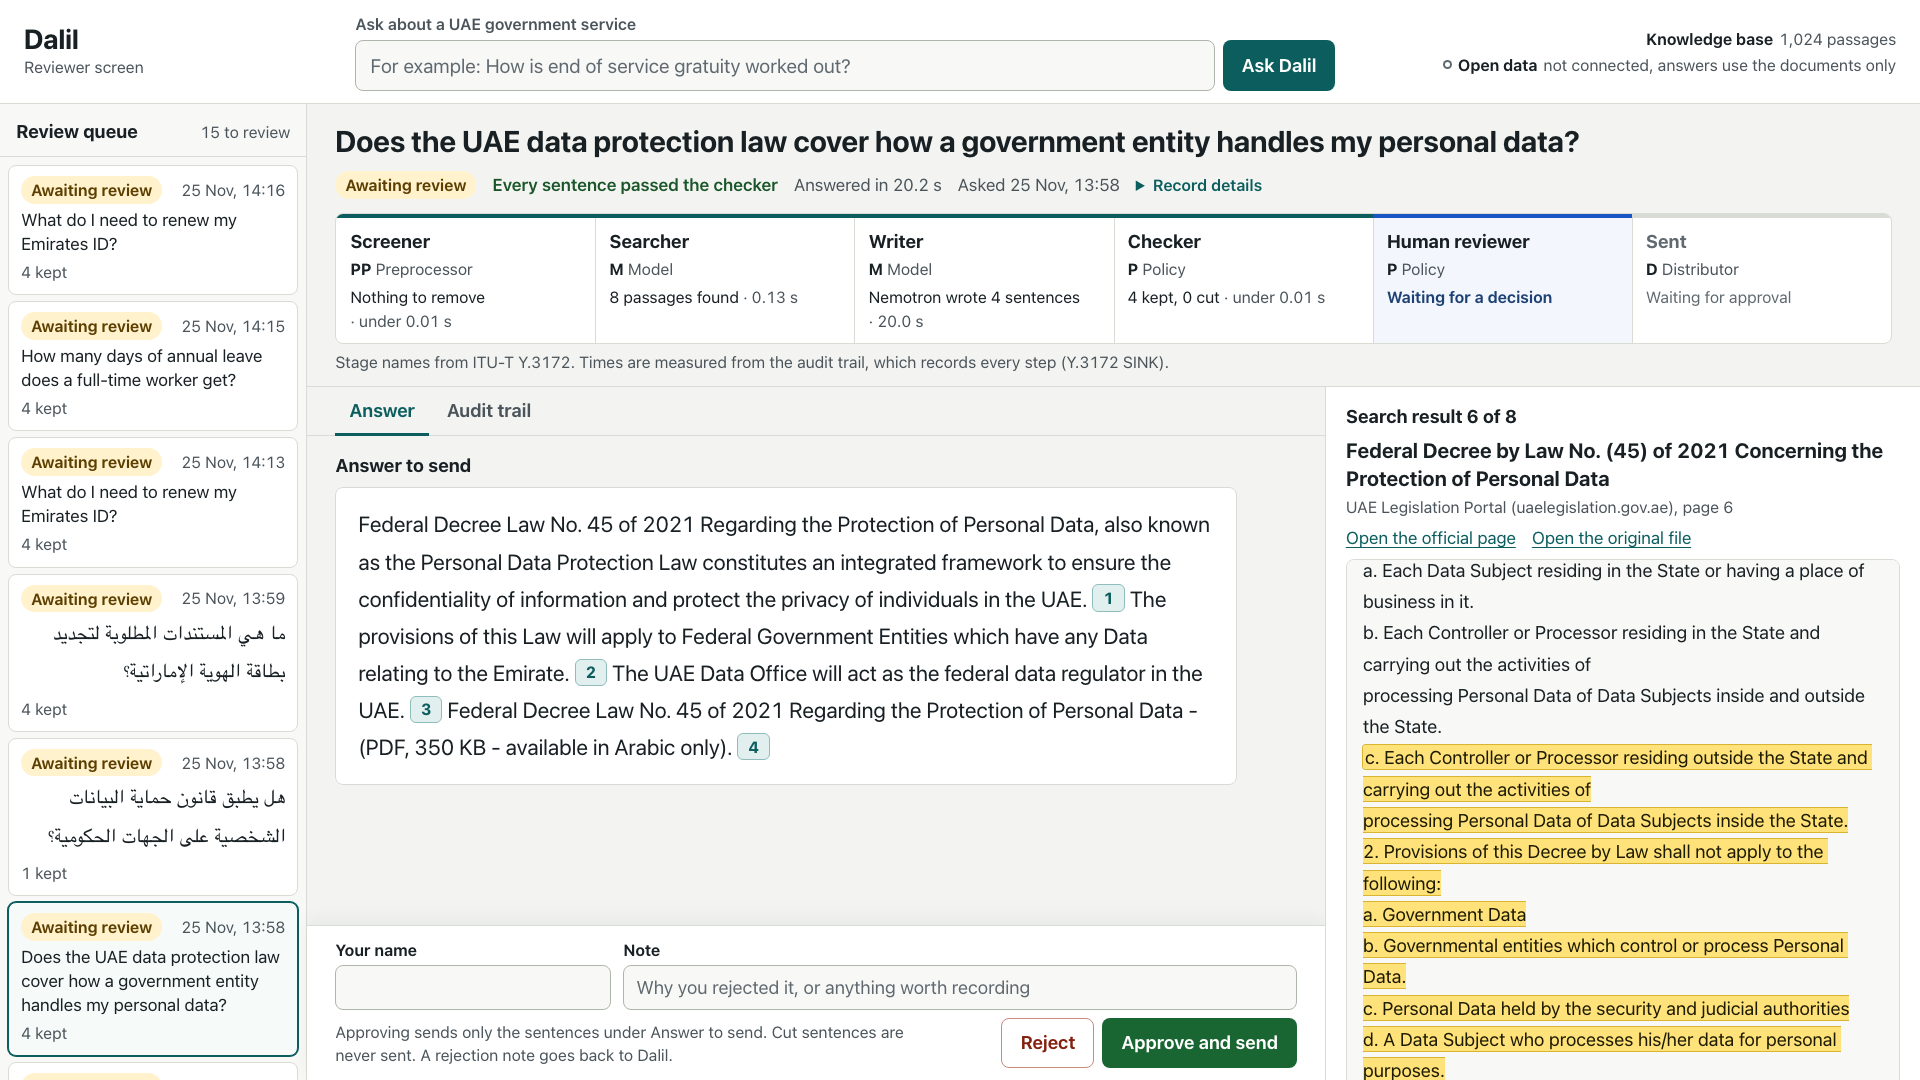 Dalil
Reviewer screen
Ask about a UAE government service
For example: How is end of service gratuity worked out?
Ask Dalil
Knowledge base 1,024 passages
Open data not connected, answers use the documents only
Review queue
15 to review
Awaiting review
25 Nov, 14:16
What do I need to renew my
Emirates ID?
4 kept
Awaiting review
25 Nov, 14:15
How many days of annual leave
does a full-time worker get?
4 kept
Awaiting review
25 Nov, 14:13
What do I need to renew my
Emirates ID?
4 kept
Awaiting review
25 Nov, 13:59
ما هي المستندات المطلوبة لتجديد
بطاقة الهوية الإماراتية؟
4 kept
Awaiting review
25 Nov, 13:58
هل يطبق قانون حماية البيانات
الشخصية على الجهات الحكومية؟
1 kept
Awaiting review
25 Nov, 13:58
Does the UAE data protection law
cover how a government entity
handles my personal data?
4 kept
Does the UAE data protection law cover how a government entity handles my personal data?
Awaiting review
Every sentence passed the checker
Answered in 20.2 s
Asked 25 Nov, 13:58
Record details
Screener
PP Preprocessor
Nothing to remove
· under 0.01 s
Searcher
M Model
8 passages found · 0.13 s
Writer
M Model
Nemotron wrote 4 sentences
· 20.0 s
Checker
P Policy
4 kept, 0 cut · under 0.01 s
Human reviewer
P Policy
Waiting for a decision
Sent
D Distributor
Waiting for approval
Stage names from ITU-T Y.3172. Times are measured from the audit trail, which records every step (Y.3172 SINK).
Answer
Audit trail
Answer to send
Federal Decree Law No. 45 of 2021 Regarding the Protection of Personal Data, also known
as the Personal Data Protection Law constitutes an integrated framework to ensure the
confidentiality of information and protect the privacy of individuals in the UAE. 1 The
provisions of this Law will apply to Federal Government Entities which have any Data
relating to the Emirate. 2 The UAE Data Office will act as the federal data regulator in the
UAE. 3 Federal Decree Law No. 45 of 2021 Regarding the Protection of Personal Data -
(PDF, 350 KB - available in Arabic only). 4
Your name
Note
Why you rejected it, or anything worth recording
Approving sends only the sentences under Answer to send. Cut sentences are
never sent. A rejection note goes back to Dalil.
Reject
Approve and send
Search result 6 of 8
Federal Decree by Law No. (45) of 2021 Concerning the
Protection of Personal Data
UAE Legislation Portal (uaelegislation.gov.ae), page 6
Open the official page
Open the original file
a. Each Data Subject residing in the State or having a place of
business in it.
b. Each Controller or Processor residing in the State and
carrying out the activities of
processing Personal Data of Data Subjects inside and outside
the State.
c. Each Controller or Processor residing outside the State and
carrying out the activities of
processing Personal Data of Data Subjects inside the State.
2. Provisions of this Decree by Law shall not apply to the
following:
a. Government Data
b. Governmental entities which control or process Personal
Data.
c. Personal Data held by the security and judicial authorities
d. A Data Subject who processes his/her data for personal
purposes.